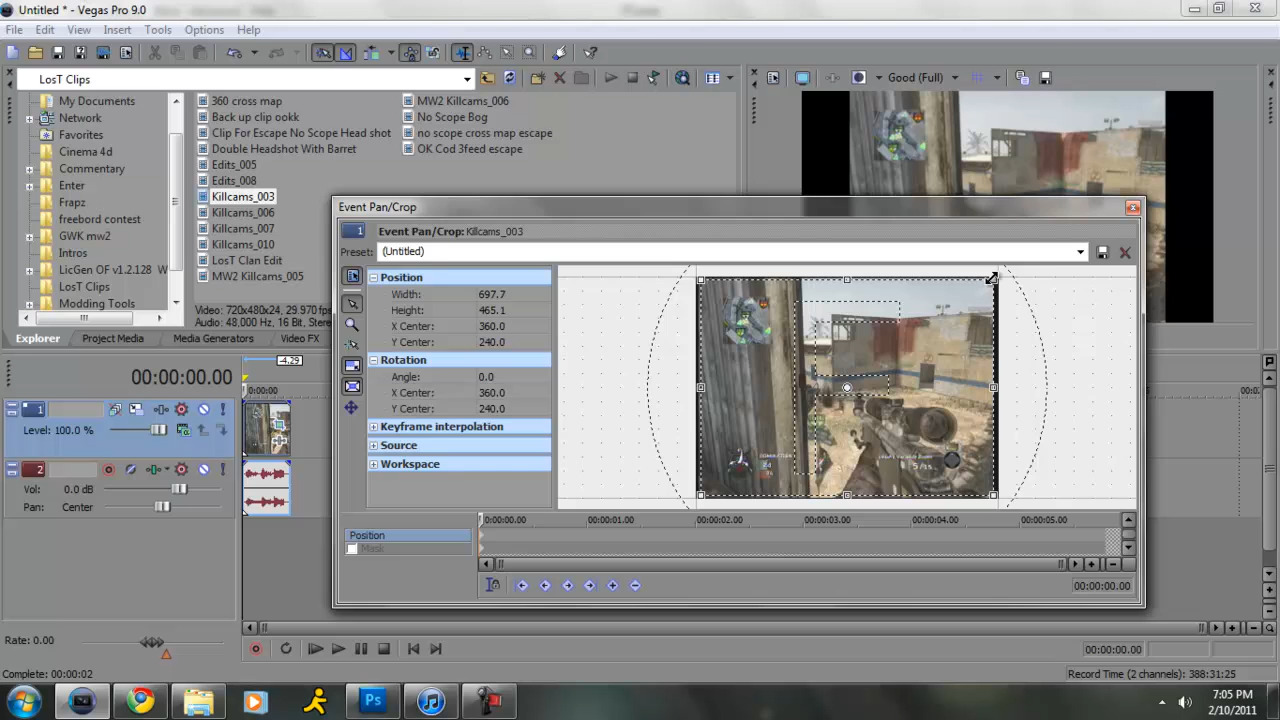 Untitled * - Vegas Pro 9.0
File Edit View Insert Tools Options Help
LosT Clips
Good (Full)
My Documents
Network
Favorites
Cinema 4d
Commentary
Enter
Frapz
freebord contest
GWK mw2
Intros
LicGen OF v1.2.128 W
LosT Clips
Modding Tools
360 cross map
Back up clip ookk
Clip For Escape No Scope Head shot
Double Headshot With Barret
Edits_005
Edits_008
Killcams_003
Killcams_006
Killcams_007
Killcams_010
LosT Clan Edit
MW2 Killcams_005
MW2 Killcams_006
No Scope Bog
no scope cross map escape
OK Cod 3feed escape
Video: 720x480x24, 29.970 fp
Audio: 48,000 Hz, 16 Bit, Stere
Explorer Project Media Media Generators Video FX
Event Pan/Crop
1 Event Pan/Crop: Killcams_003
Preset: (Untitled)
Position
Width: 697.7
Height: 465.1
X Center: 360.0
Y Center: 240.0
Rotation
Angle: 0.0
X Center: 360.0
Y Center: 240.0
Keyframe interpolation
Source
Workspace
0:00:00.00 00:00:01.00 00:00:02.00 00:00:03.00 00:00:04.00 00:00:05.00
Position
Mask
00:00:00.00
-4.29
00:00:00.00
0:00:00
1
Level: 100.0 %
2
Vol: 0.0 dB
Pan: Center
Rate: 0.00
00:00:00.00
Complete: 00:00:02
Record Time (2 channels): 388:31:25
Ps
7:05 PM
2/10/2011